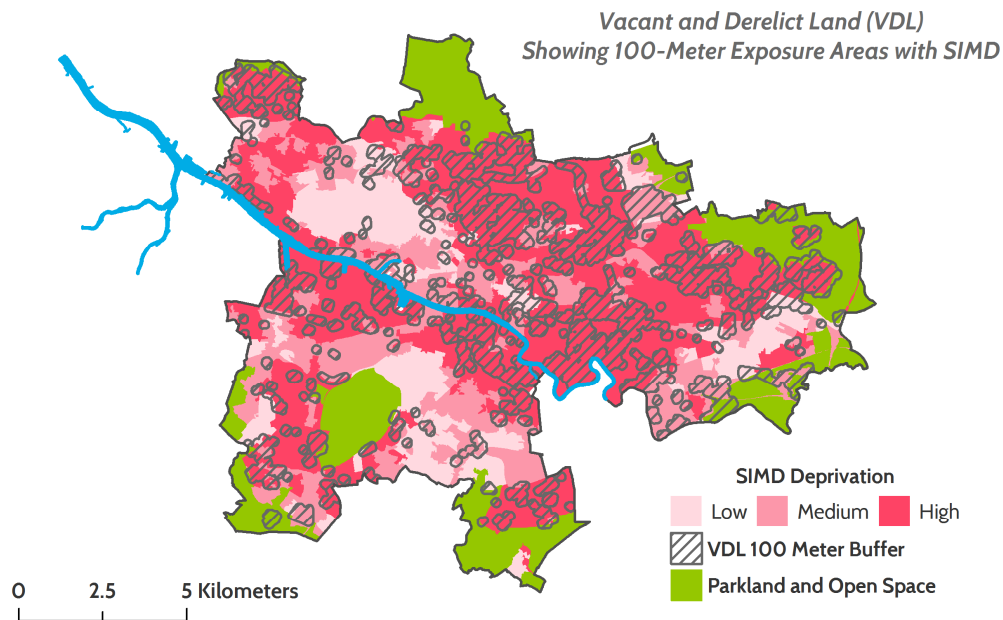 Vacant and Derelict Land (VDL)
Showing 100-Meter Exposure Areas with SIMD
SIMD Deprivation
Low Medium High
VDL 100 Meter Buffer
Parkland and Open Space
0 2.5 5 Kilometers